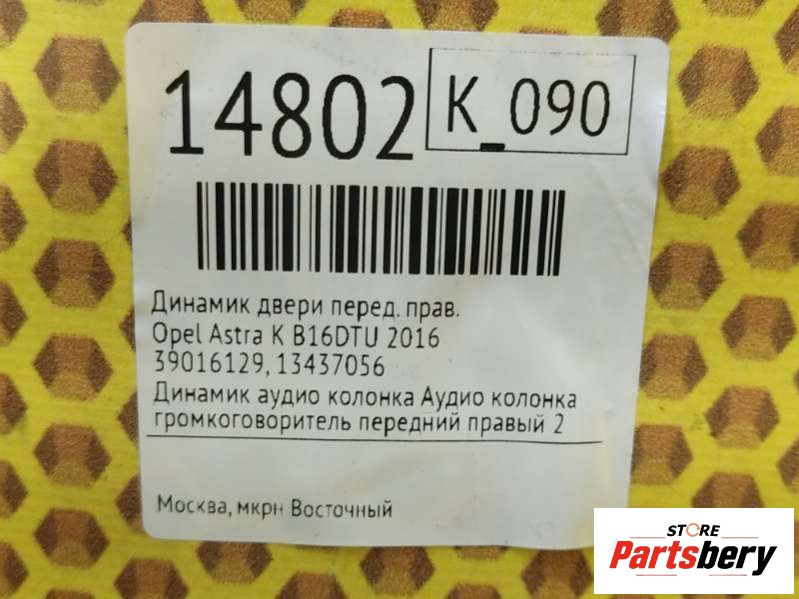 14802
K_090
Динамик двери перед. прав.
Opel Astra K B16DTU 2016
39016129, 13437056
Динамик аудио колонка Аудио колонка
громкоговоритель передний правый 2
Москва, мкрн Восточный
STORE
Partsbery